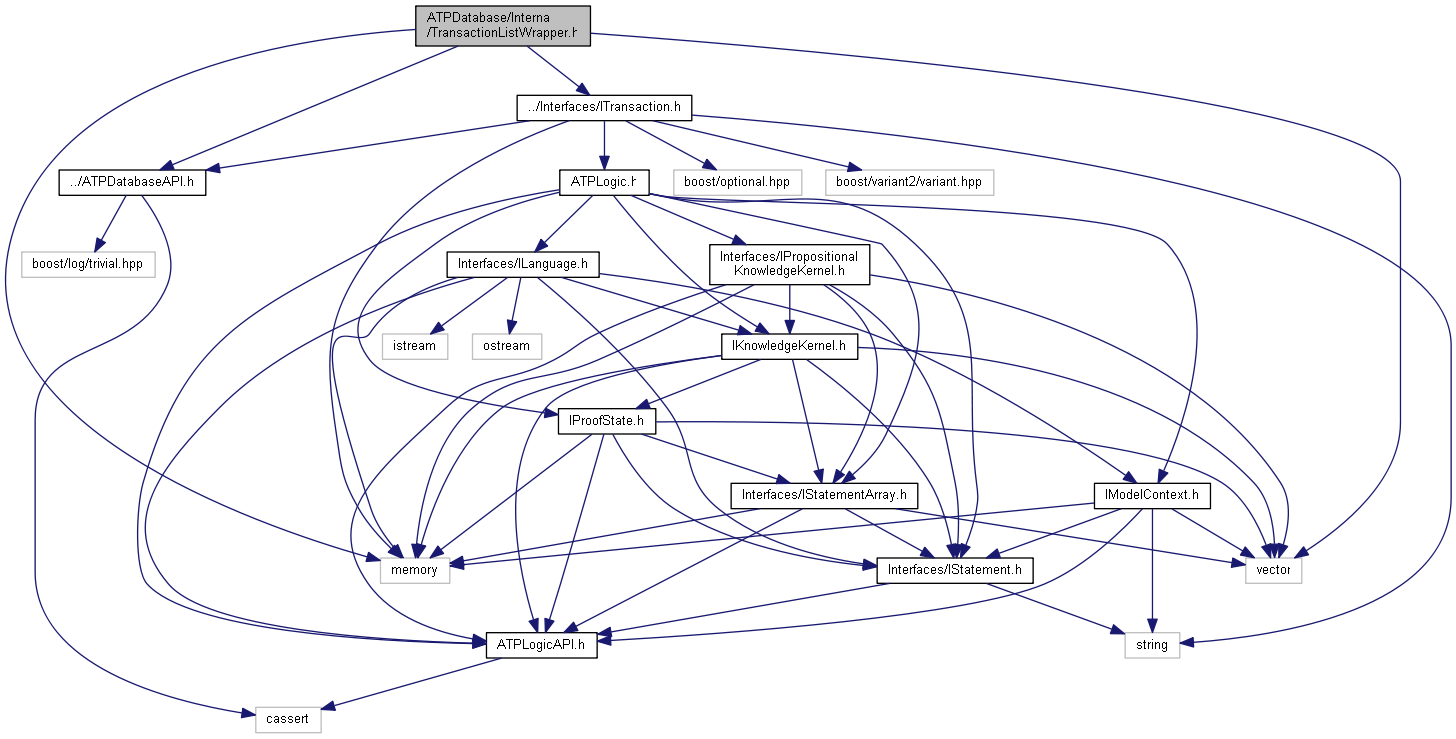 ATPDatabase/Interna
/TransactionListWrapper.h
../Interfaces/ITransaction.h
../ATPDatabaseAPI.h
ATPLogic.h
boost/optional.hpp
boost/variant2/variant.hpp
boost/log/trivial.hpp
Interfaces/ILanguage.h
Interfaces/IPropositional
KnowledgeKernel.h
istream
ostream
IKnowledgeKernel.h
IProofState.h
Interfaces/IStatementArray.h
IModelContext.h
memory
Interfaces/IStatement.h
vector
ATPLogicAPI.h
string
cassert